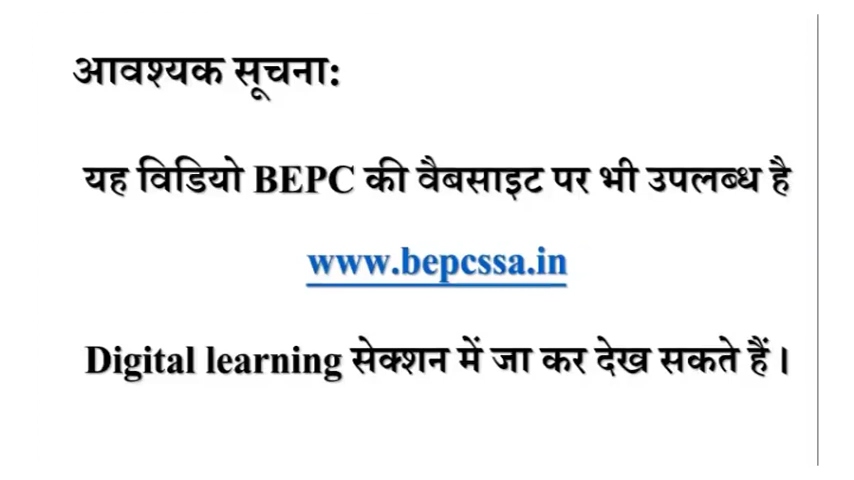 आवश्यक सूचना:
यह विडियो BEPC की वैबसाइट पर भी उपलब्ध है
www.bepcssa.in
Digital learning सेक्शन में जा कर देख सकते हैं।